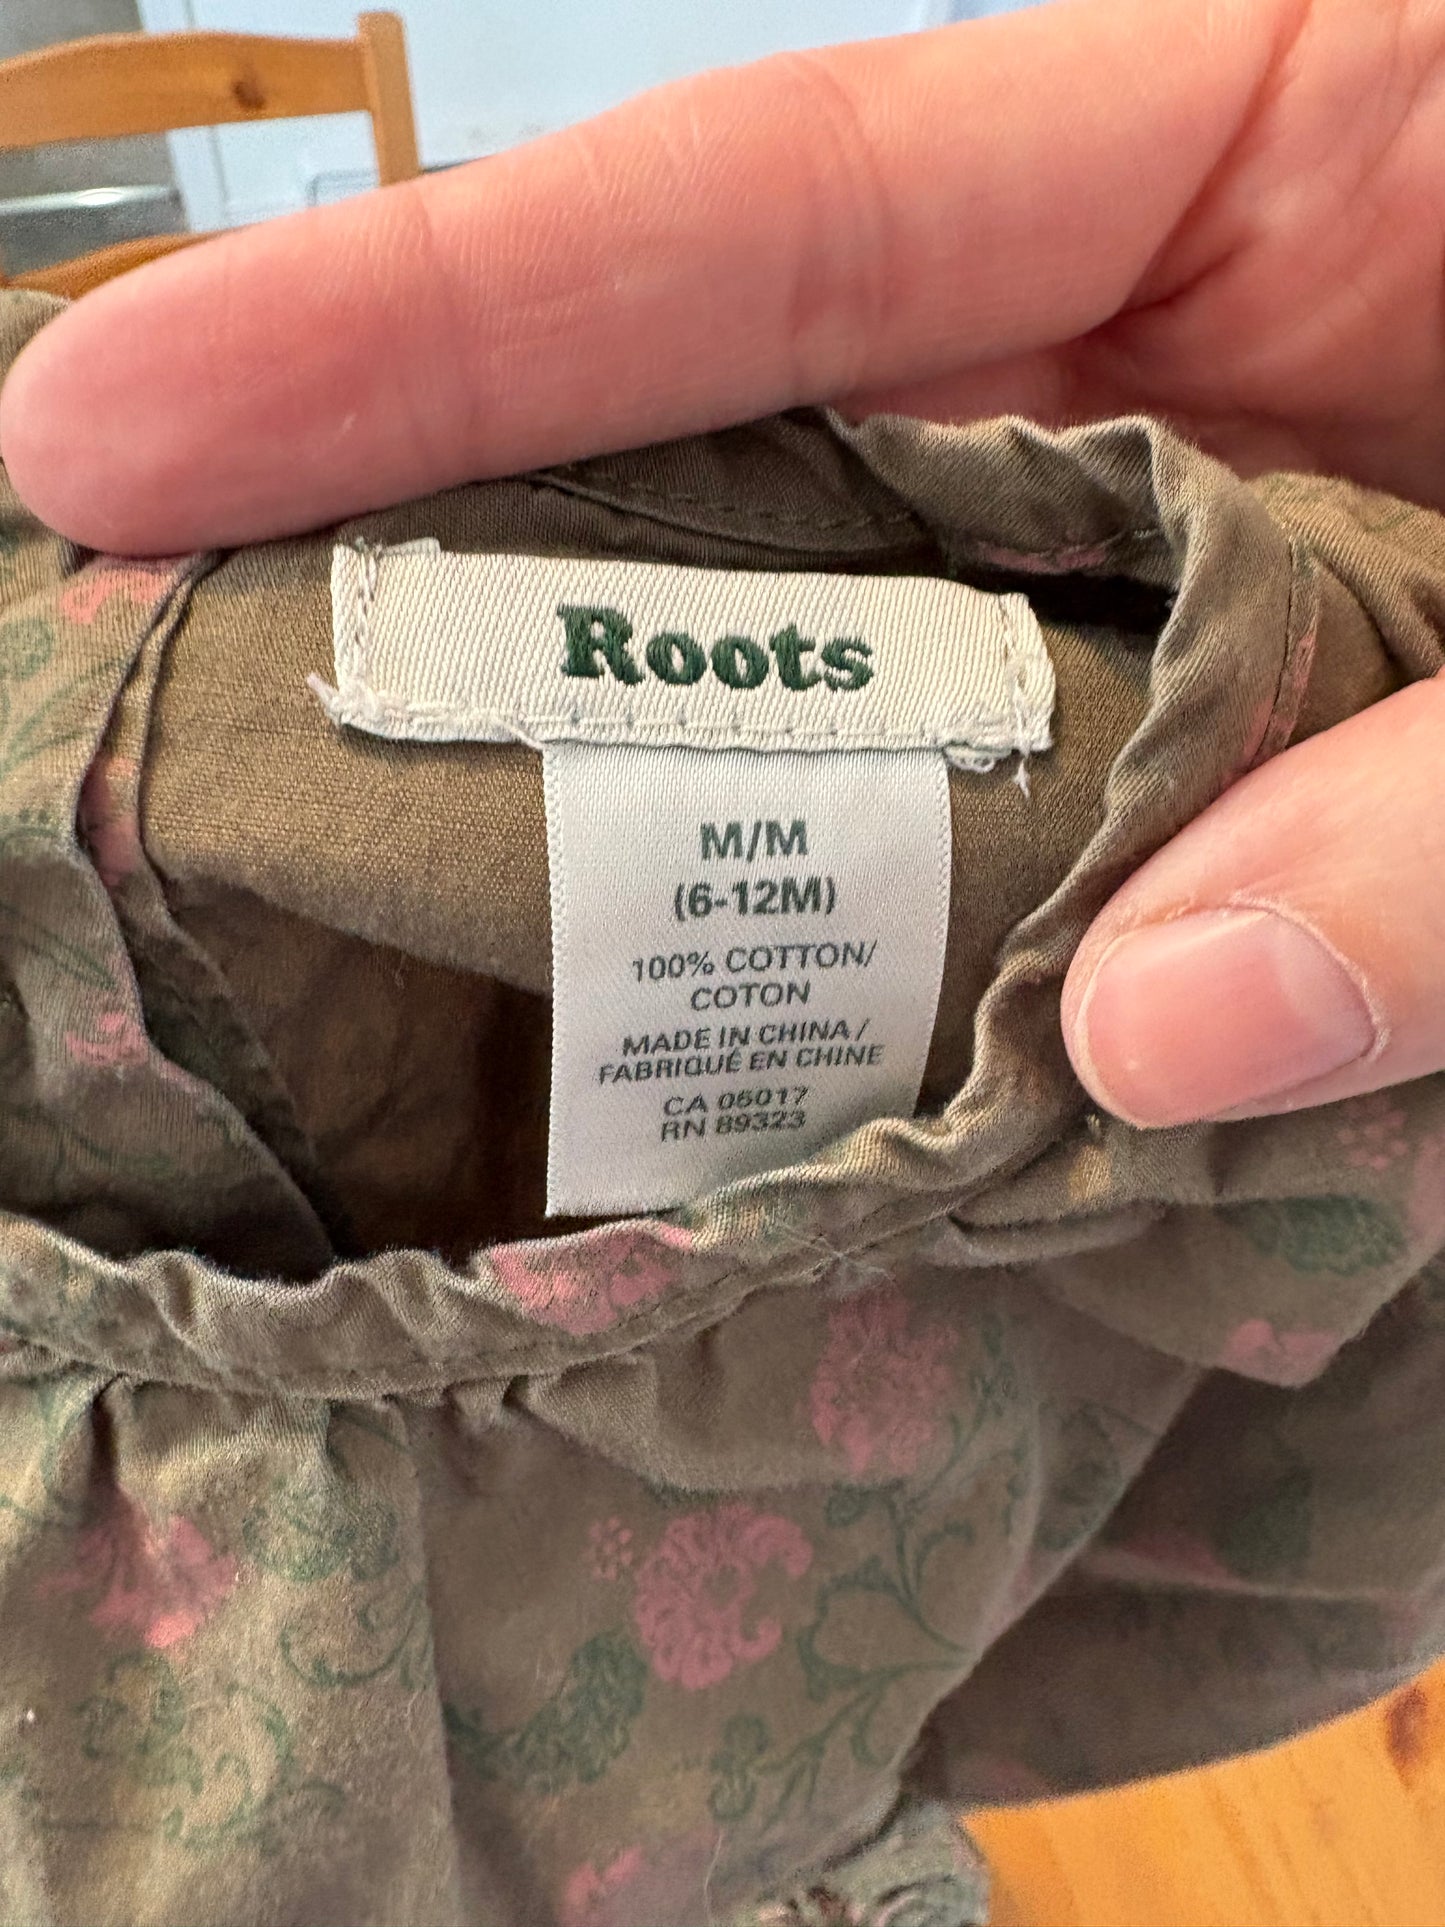 Roots
M/M
(6-12M)
100% COTTON/
COTON
MADE IN CHINA/
FABRIQUÉ EN CHINE
CA 05017
RN 89323